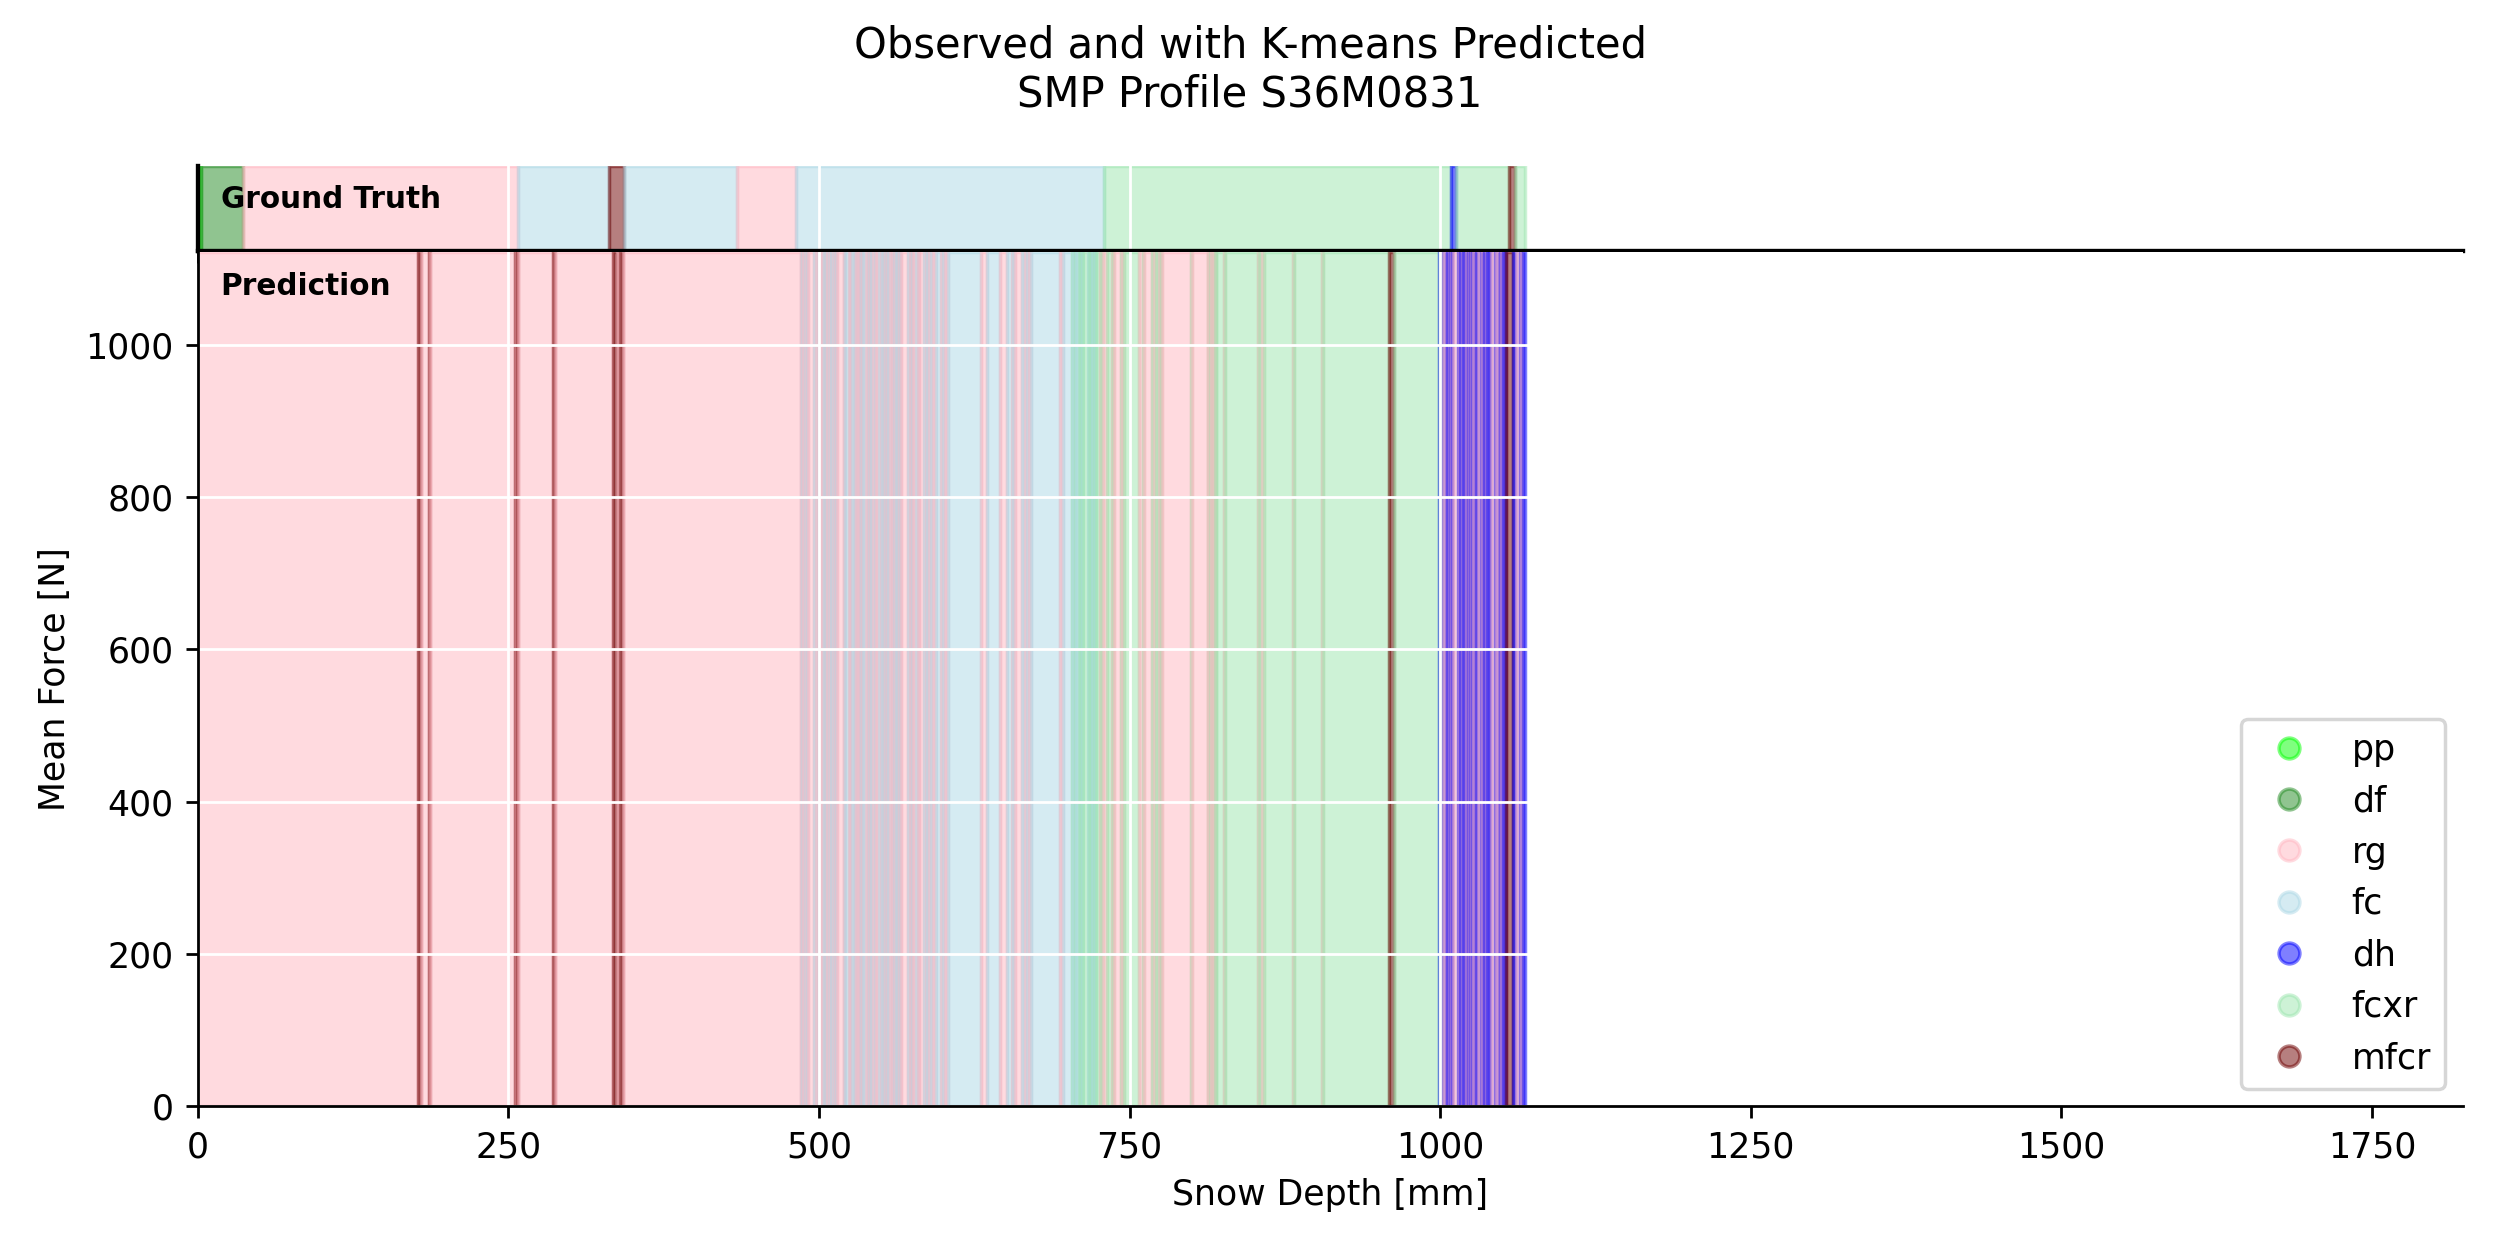 Observed and with K-means Predicted
SMP Profile S36M0831
Ground Truth
Prediction
1000
800
600
400
200
0
Mean Force [N]
0 250 500 750 1000 1250 1500 1750
Snow Depth [mm]
pp
df
rg
fc
dh
fcxr
mfcr